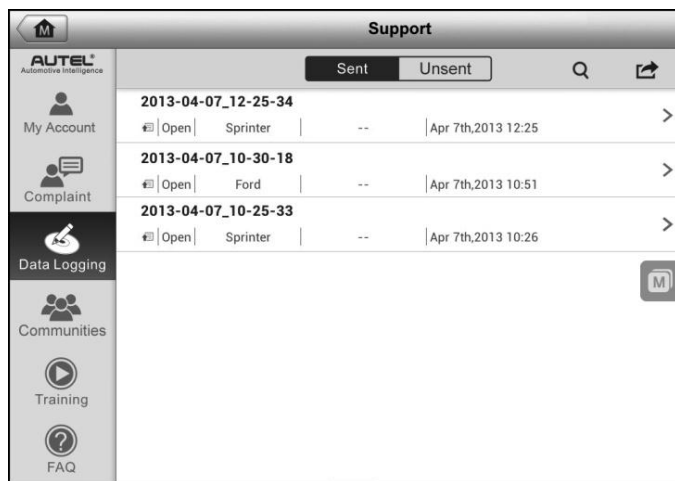 M
Support
AUTEL®
Automotive Intelligence
Sent Unsent
My Account
Complaint
Data Logging
Communities
Training
? FAQ
2013-04-07_12-25-34
Open Sprinter -- Apr 7th,2013 12:25
2013-04-07_10-30-18
Open Ford -- Apr 7th,2013 10:51
2013-04-07_10-25-33
Open Sprinter -- Apr 7th,2013 10:26
M